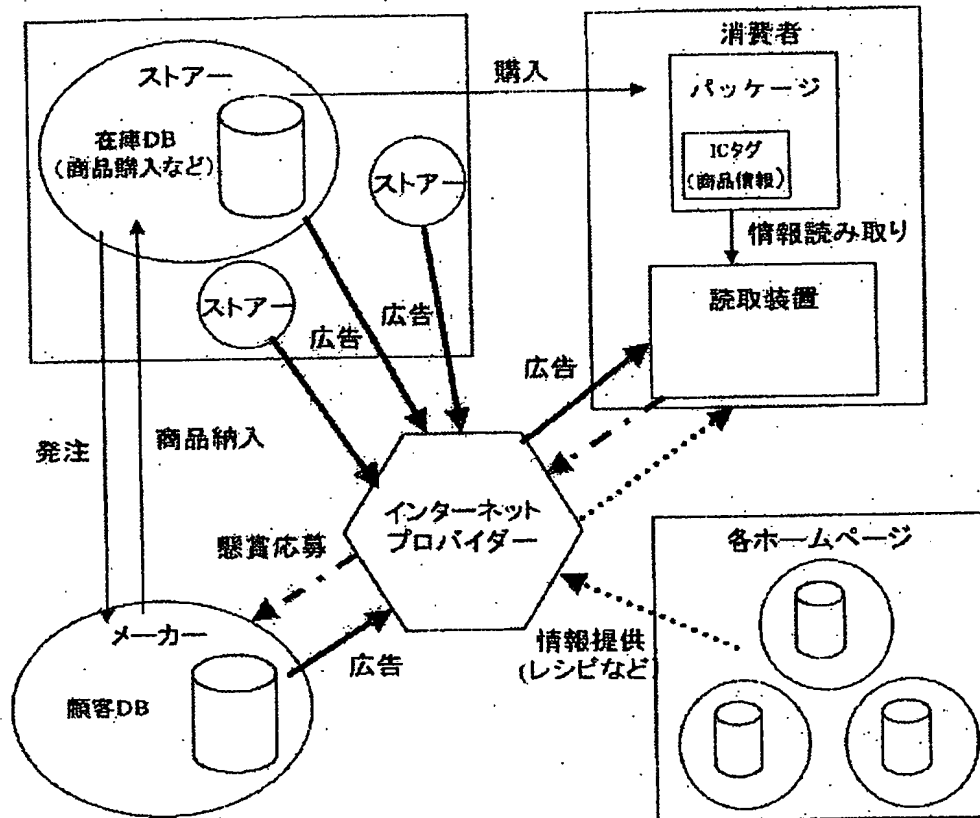 ストアー
在庫DB
(商品購入など)
ストアー
ストアー
購入
消費者
パッケージ
ICタグ
(商品情報)
情報読み取り
読取装置
広告
広告
広告
発注
商品納入
インターネット
プロバイダー
懸賞応募
メーカー
顧客DB
広告
各ホームページ
情報提供
(レシピなど)